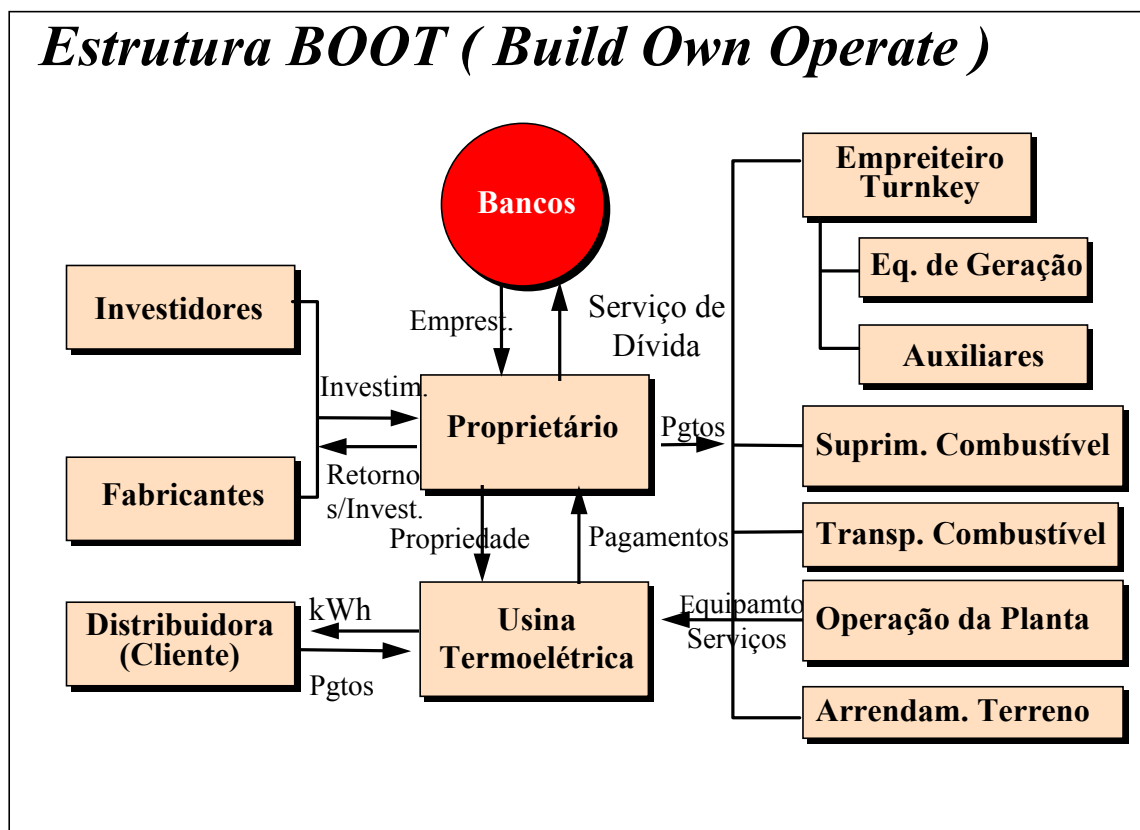 Estrutura BOOT ( Build Own Operate )
Bancos
Empreiteiro
Turnkey
Eq. de Geração
Auxiliares
Investidores
Emprest.
Serviço de
Dívida
Investim.
Proprietário
Pgtos
Suprim. Combustível
Fabricantes
Retorno
s/Invest.
Propriedade
Pagamentos
Transp. Combustível
Distribuidora
(Cliente)
kWh
Pgtos
Usina
Termoelétrica
Equipamto
Serviços
Operação da Planta
Arrendam. Terreno